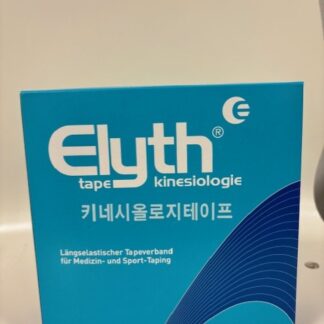 Elyth®
tape kinesiologie
키네시올로지테이프
Längselastischer Tapeverband
für Medizin- und Sport-Taping